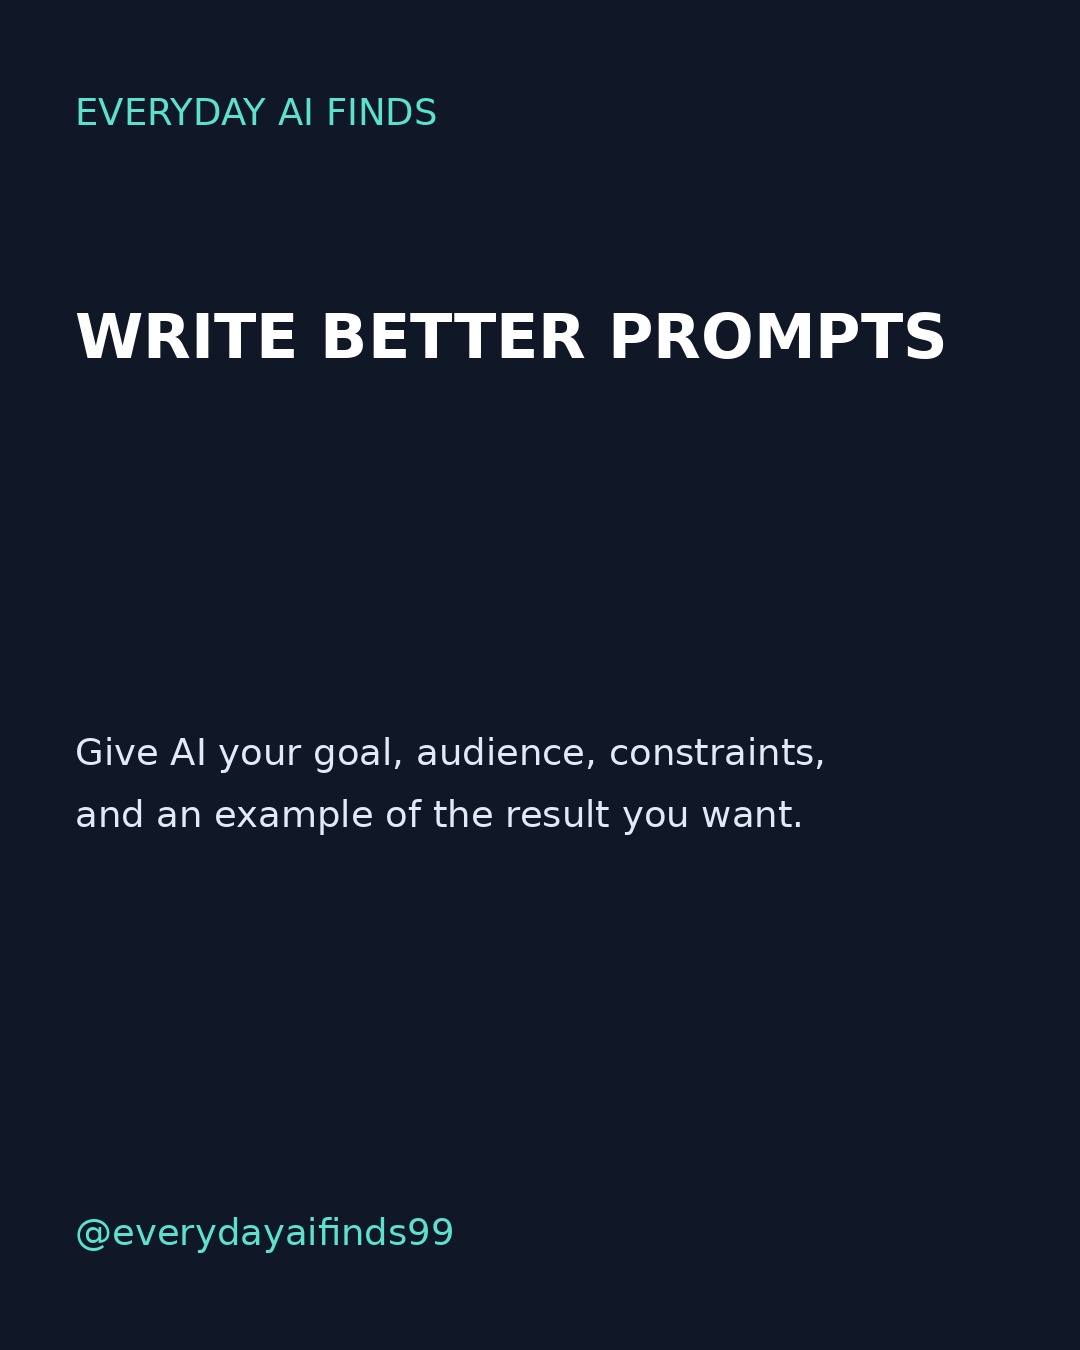 EVERYDAY AI FINDS
WRITE BETTER PROMPTS
Give AI your goal, audience, constraints,
and an example of the result you want.
@everydayaifinds99